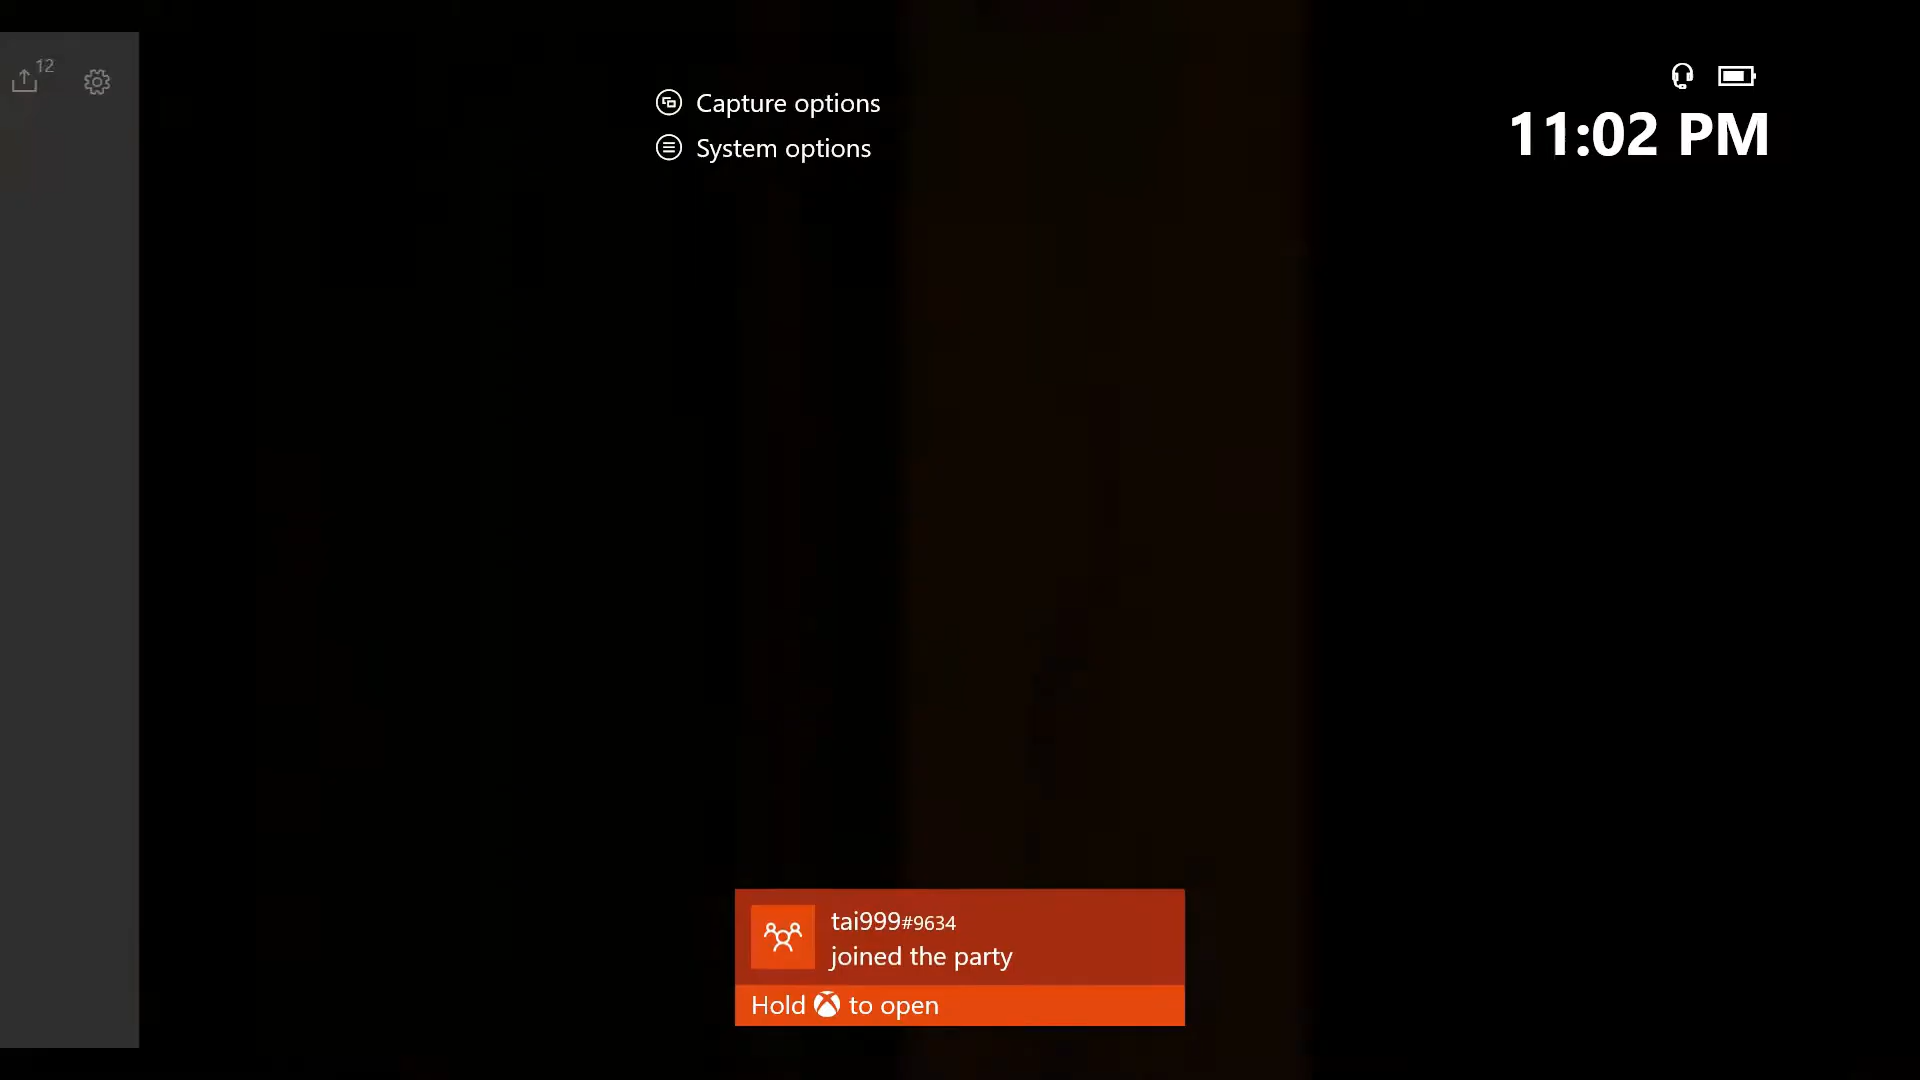 12
Capture options
System options
11:02 PM
tai999#9634
joined the party
Hold to open